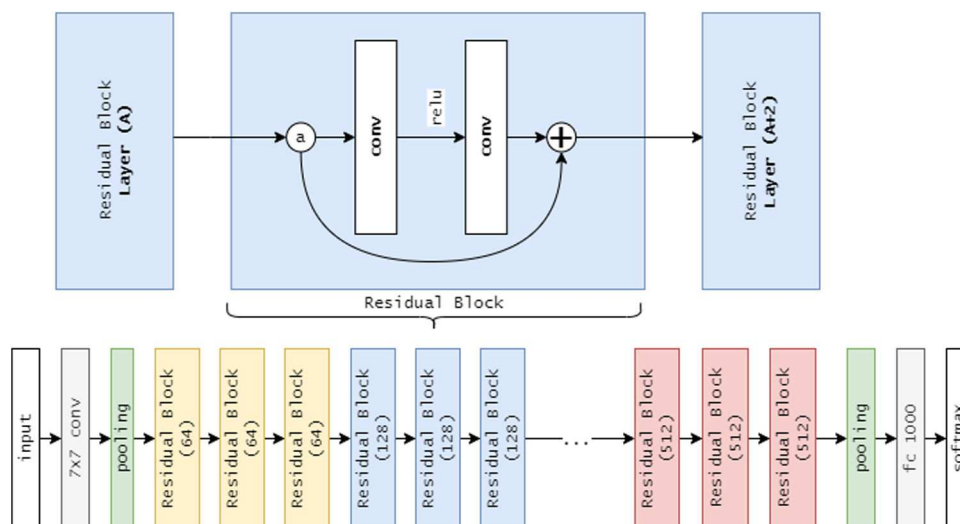 Residual Block
Layer (A)
a
conv
relu
conv
+
Residual Block
Layer (A+2)
Residual Block
input
7x7 conv
pooling
Residual Block
(64)
Residual Block
(64)
Residual Block
(64)
Residual Block
(128)
Residual Block
(128)
Residual Block
(128)
...
Residual Block
(512)
Residual Block
(512)
Residual Block
(512)
pooling
fc 1000
softmax